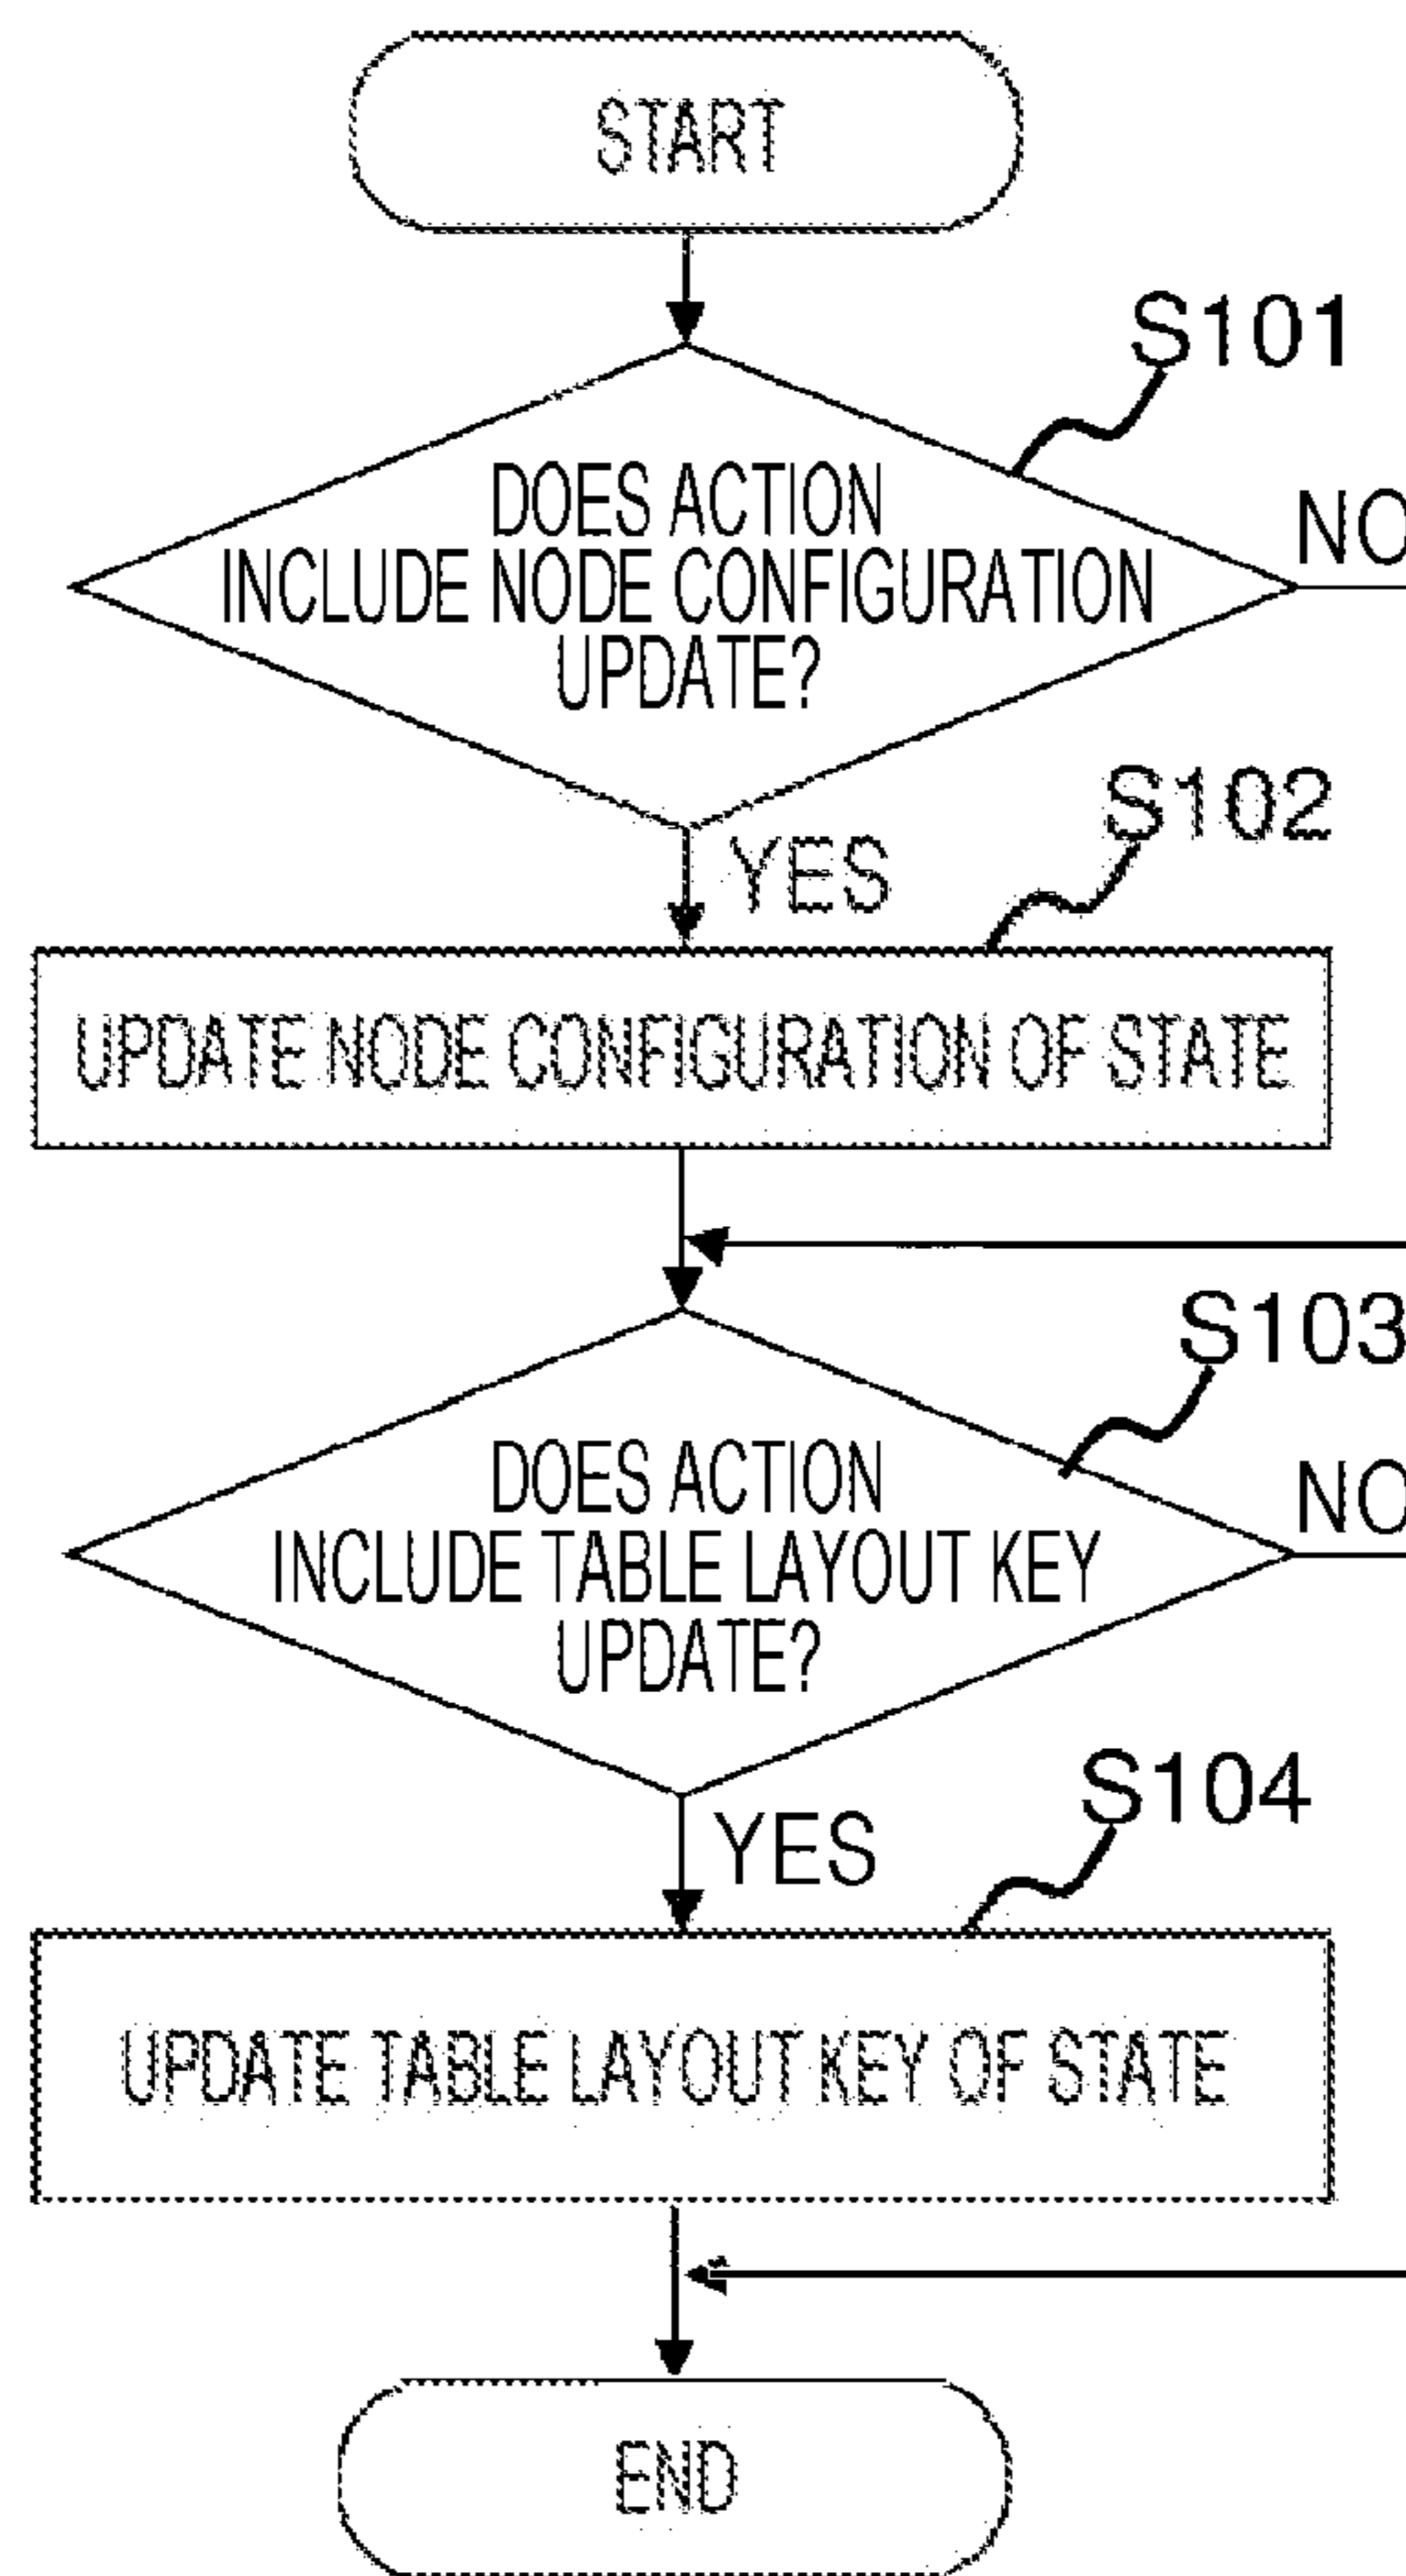 START
S101
DOES ACTION
INCLUDE NODE CONFIGURATION
UPDATE?
NO
YES
S102
UPDATE NODE CONFIGURATION OF STATE
S103
DOES ACTION
INCLUDE TABLE LAYOUT KEY
UPDATE?
NO
YES
S104
UPDATE TABLE LAYOUT KEY OF STATE
END